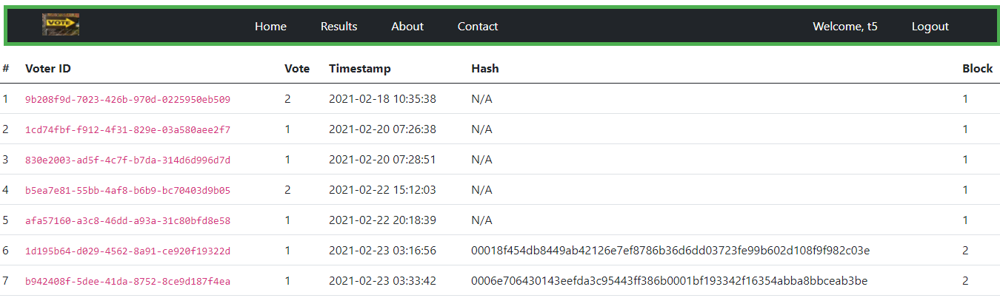 VOTE Home Results About Contact Welcome, t5 Logout
# Voter ID Vote Timestamp Hash Block
1 9b208f9d-7023-426b-970d-0225950eb509 2 2021-02-18 10:35:38 N/A 1
2 1cd74fbf-f912-4f31-829e-03a580aee2f7 1 2021-02-20 07:26:38 N/A 1
3 830e2003-ad5f-4c7f-b7da-314d6d996d7d 1 2021-02-20 07:28:51 N/A 1
4 b5ea7e81-55bb-4af8-b6b9-bc70403d9b05 2 2021-02-22 15:12:03 N/A 1
5 afa57160-a3c8-46dd-a93a-31c80bfd8e58 1 2021-02-22 20:18:39 N/A 1
6 1d195b64-d029-4562-8a91-ce920f19322d 1 2021-02-23 03:16:56 00018f454db8449ab42126e7ef8786b36d6dd03723fe99b602d108f9f982c03e 2
7 b942408f-5dee-41da-8752-8ce9d187f4ea 1 2021-02-23 03:33:42 0006e706430143eefda3c95443ff386b0001bf193342f16354abba8bbceab3be 2